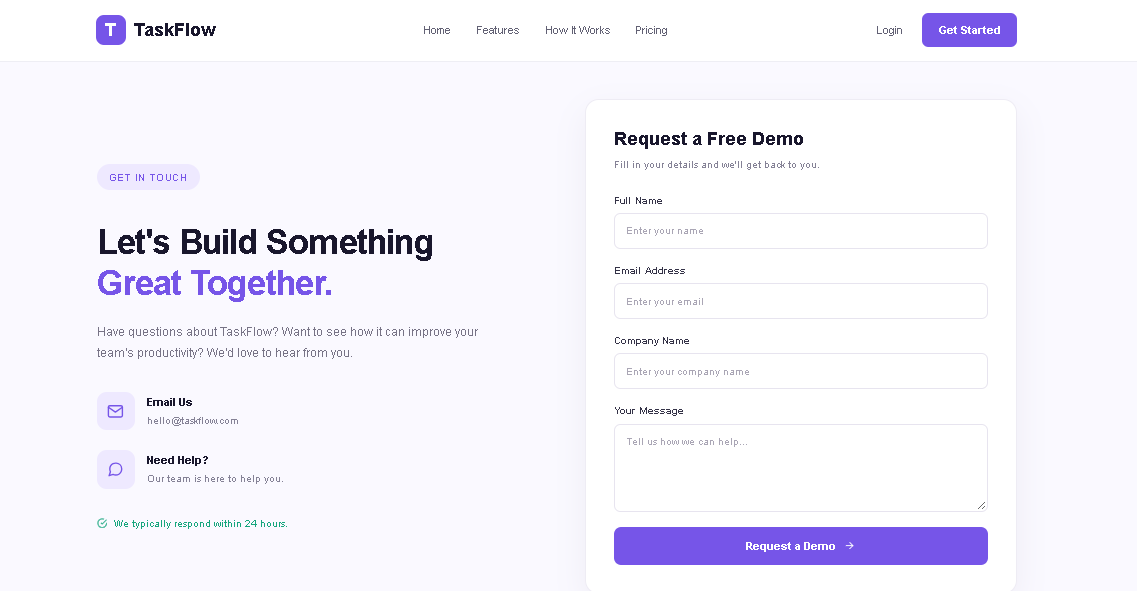 T TaskFlow
Home Features How It Works Pricing
Login Get Started
GET IN TOUCH
Let's Build Something
Great Together.
Have questions about TaskFlow? Want to see how it can improve your
team's productivity? We'd love to hear from you.
Email Us
hello@taskflow.com
Need Help?
Our team is here to help you.
We typically respond within 24 hours.
Request a Free Demo
Fill in your details and we'll get back to you.
Full Name
Enter your name
Email Address
Enter your email
Company Name
Enter your company name
Your Message
Tell us how we can help...
Request a Demo →